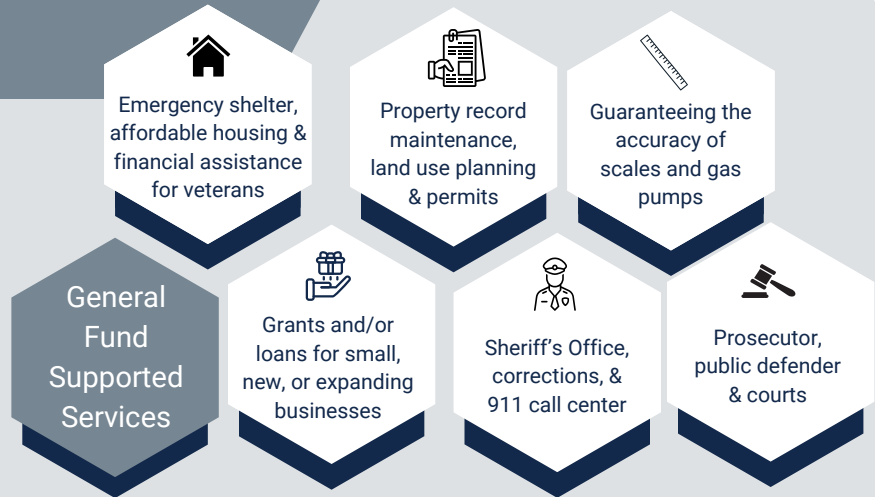 Emergency shelter,
affordable housing &
financial assistance
for veterans
Property record
maintenance,
land use planning
& permits
Guaranteeing the
accuracy of
scales and gas
pumps
General
Fund
Supported
Services
Grants and/or
loans for small,
new, or expanding
businesses
Sheriff’s Office,
corrections, &
911 call center
Prosecutor,
public defender
& courts